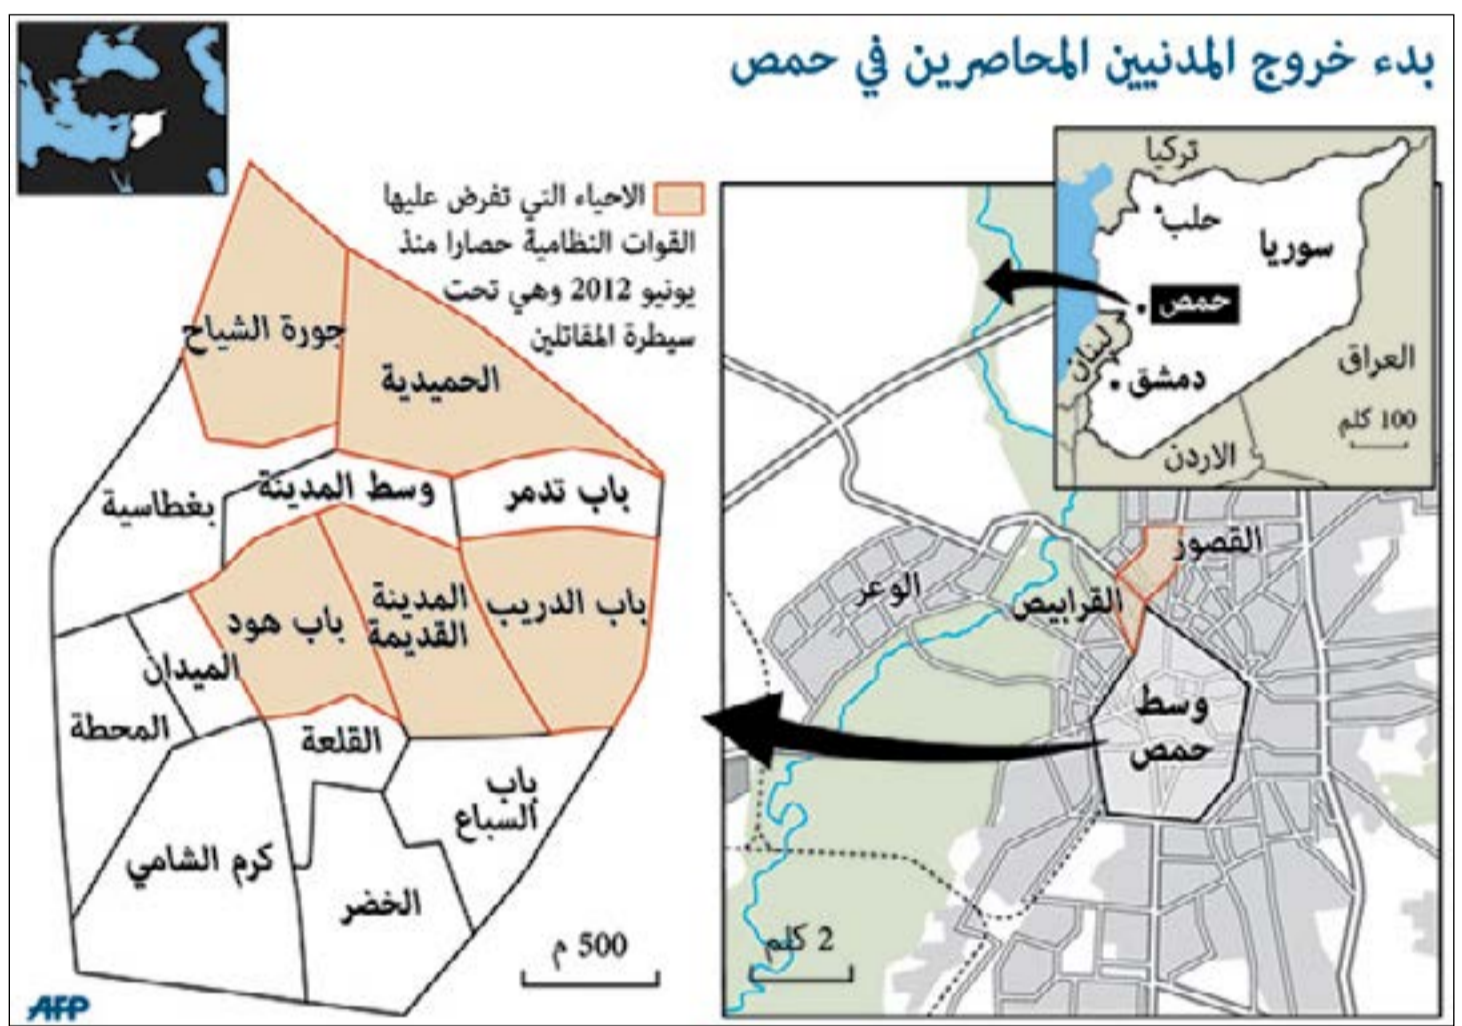 بدء خروج المدنيين المحاصرين في حمص
الاحياء التي تفرض عليها
القوات النظامية حصارا منذ
يونيو 2012 وهي تحت
سيطرة المقاتلين
تركيا
حلب
سوريا
حمص
لبنان
دمشق
العراق
100 كلم
الاردن
القصور
الوعر
القرابيص
وسط
حمص
2 كلم
جورة الشياح
الحميدية
باب تدمر
وسط المدينة
بغطاسية
باب الدريب
المدينة
القديمة
باب هود
الميدان
المحطة
القلعة
باب
السباع
كرم الشامي
الخضر
500 م
AFP